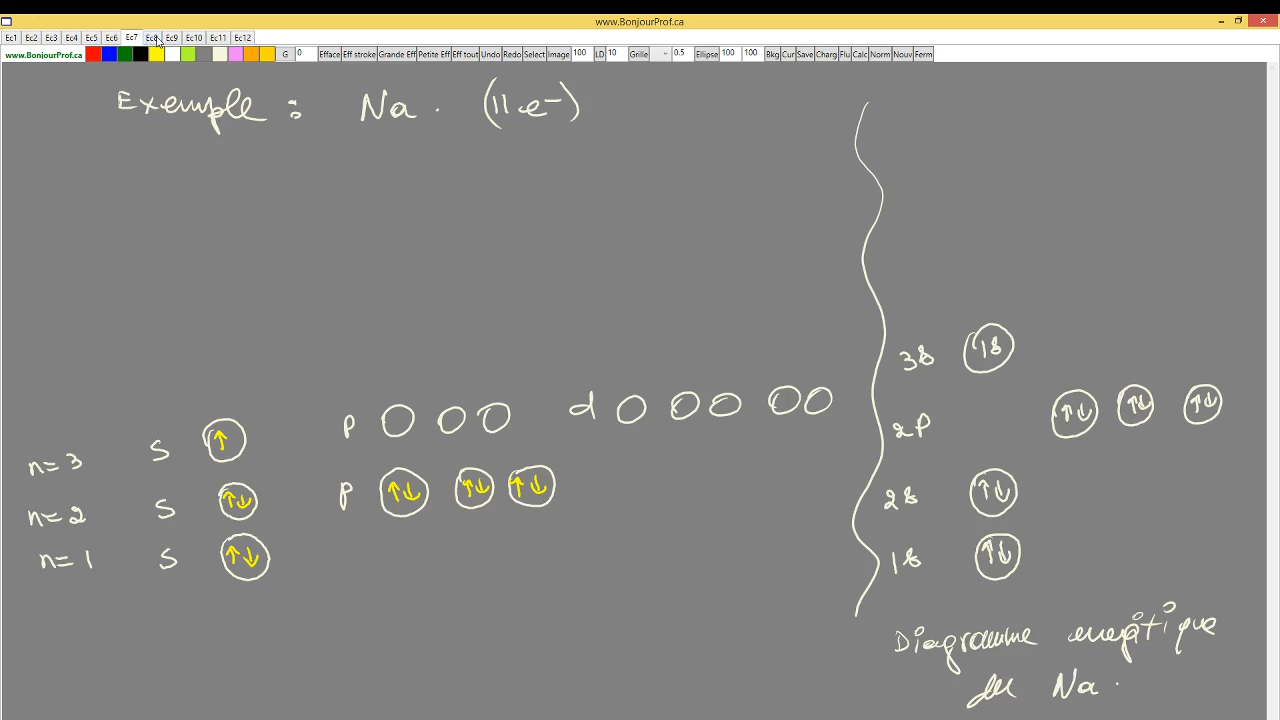 www.BonjourProf.ca
Ec1 Ec2 Ec3 Ec4 Ec5 Ec6 Ec7 Ec8 Ec9 Ec10 Ec11 Ec12
www.BonjourProf.ca G 0 Efface Eff stroke Grande Eff Petite Eff Eff tout Undo Redo Select Image 100 LD 10 Grille 0.5 Ellipse 100 100 Bkg Cur Save Charg Flu Calc Norm Nouv Ferm
Exemple : Na . (11 e⁻)
n=3 S ↑ p d
n=2 S ↑↓ p ↑↓ ↑↓ ↑↓
n=1 S ↑↓
3s 1s
2p ↑↓ ↑↓ ↑↓
2s ↑↓
1s ↑↓
Diagramme energitique
du Na .